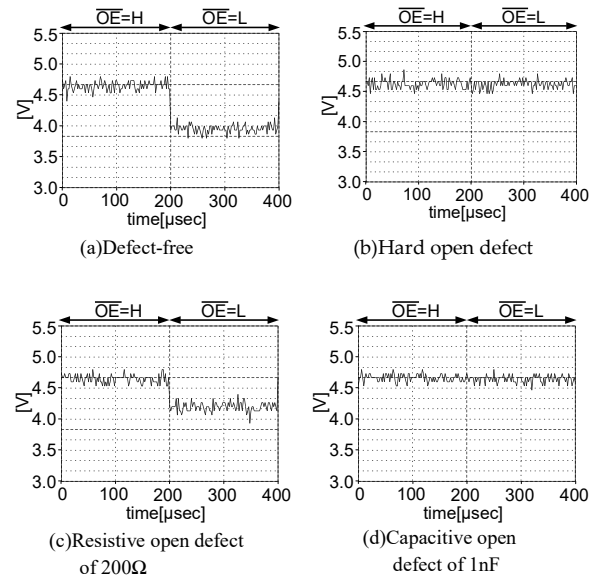 OE=H OE=L
5.5
5.0
4.5
4.0
3.5
3.0
[V]
0 100 200 300 400
time[μsec]
(a)Defect-free
OE=H OE=L
5.5
5.0
4.5
4.0
3.5
3.0
[V]
0 100 200 300 400
time[μsec]
(b)Hard open defect
OE=H OE=L
5.5
5.0
4.5
4.0
3.5
3.0
[V]
0 100 200 300 400
time[μsec]
(c)Resistive open defect
of 200Ω
OE=H OE=L
5.5
5.0
4.5
4.0
3.5
3.0
[V]
0 100 200 300 400
time[μsec]
(d)Capacitive open
defect of 1nF